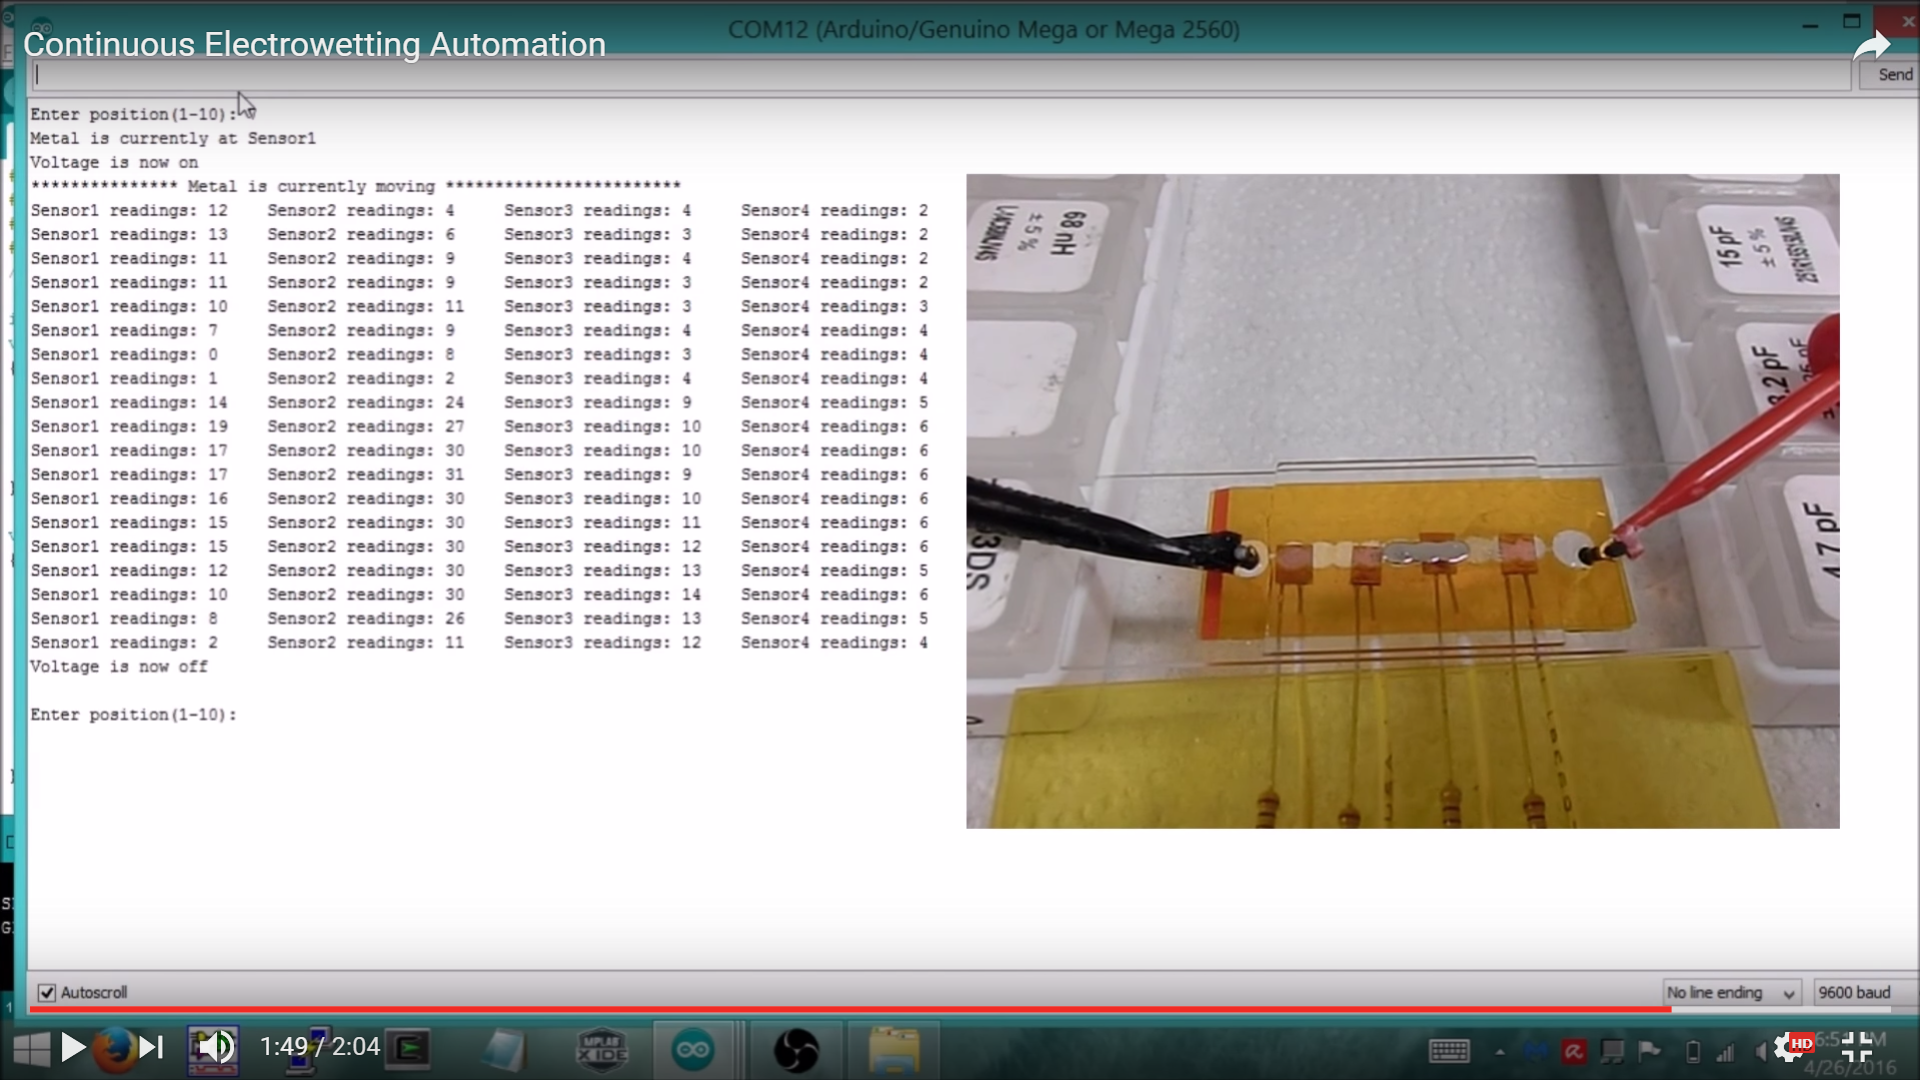 COM12 (Arduino/Genuino Mega or Mega 2560)
Continuous Electrowetting Automation
Send
Enter position(1-10):
Metal is currently at Sensor1
Voltage is now on
*************** Metal is currently moving ************************
Sensor1 readings: 12 Sensor2 readings: 4 Sensor3 readings: 4 Sensor4 readings: 2
Sensor1 readings: 13 Sensor2 readings: 6 Sensor3 readings: 3 Sensor4 readings: 2
Sensor1 readings: 11 Sensor2 readings: 9 Sensor3 readings: 4 Sensor4 readings: 2
Sensor1 readings: 11 Sensor2 readings: 9 Sensor3 readings: 3 Sensor4 readings: 2
Sensor1 readings: 10 Sensor2 readings: 11 Sensor3 readings: 3 Sensor4 readings: 3
Sensor1 readings: 7 Sensor2 readings: 9 Sensor3 readings: 4 Sensor4 readings: 4
Sensor1 readings: 0 Sensor2 readings: 8 Sensor3 readings: 3 Sensor4 readings: 4
Sensor1 readings: 1 Sensor2 readings: 2 Sensor3 readings: 4 Sensor4 readings: 4
Sensor1 readings: 14 Sensor2 readings: 24 Sensor3 readings: 9 Sensor4 readings: 5
Sensor1 readings: 19 Sensor2 readings: 27 Sensor3 readings: 10 Sensor4 readings: 6
Sensor1 readings: 17 Sensor2 readings: 30 Sensor3 readings: 10 Sensor4 readings: 6
Sensor1 readings: 17 Sensor2 readings: 31 Sensor3 readings: 9 Sensor4 readings: 6
Sensor1 readings: 16 Sensor2 readings: 30 Sensor3 readings: 10 Sensor4 readings: 6
Sensor1 readings: 15 Sensor2 readings: 30 Sensor3 readings: 11 Sensor4 readings: 6
Sensor1 readings: 15 Sensor2 readings: 30 Sensor3 readings: 12 Sensor4 readings: 6
Sensor1 readings: 12 Sensor2 readings: 30 Sensor3 readings: 13 Sensor4 readings: 5
Sensor1 readings: 10 Sensor2 readings: 30 Sensor3 readings: 14 Sensor4 readings: 6
Sensor1 readings: 8 Sensor2 readings: 26 Sensor3 readings: 13 Sensor4 readings: 5
Sensor1 readings: 2 Sensor2 readings: 11 Sensor3 readings: 12 Sensor4 readings: 4
Voltage is now off
Enter position(1-10):
±5%
68 nH
15 pF
±5%
8.2 pF
4.7 pF
3DS
Autoscroll
No line ending
9600 baud
1:49 / 2:04
MPLAB
X IDE
HD
4/26/2016